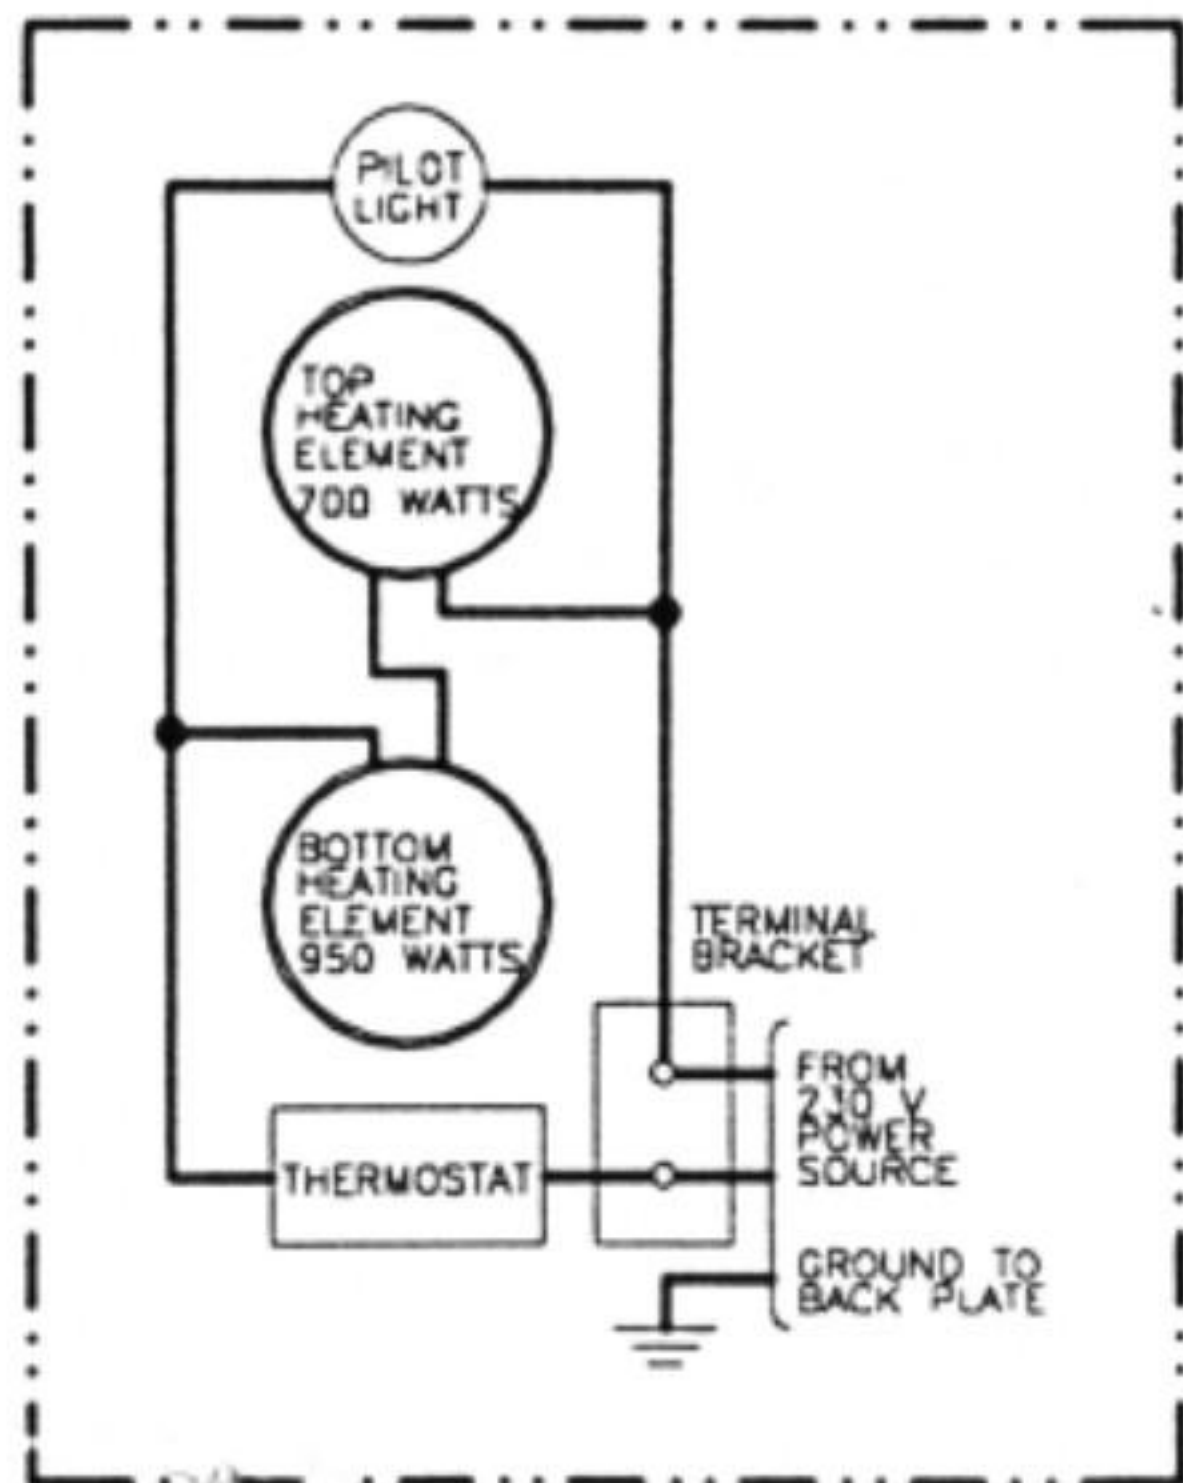 PILOT
LIGHT
TOP
HEATING
ELEMENT
700 WATTS
BOTTOM
HEATING
ELEMENT
950 WATTS
TERMINAL
BRACKET
FROM
230 V
POWER
SOURCE
THERMOSTAT
GROUND TO
BACK PLATE